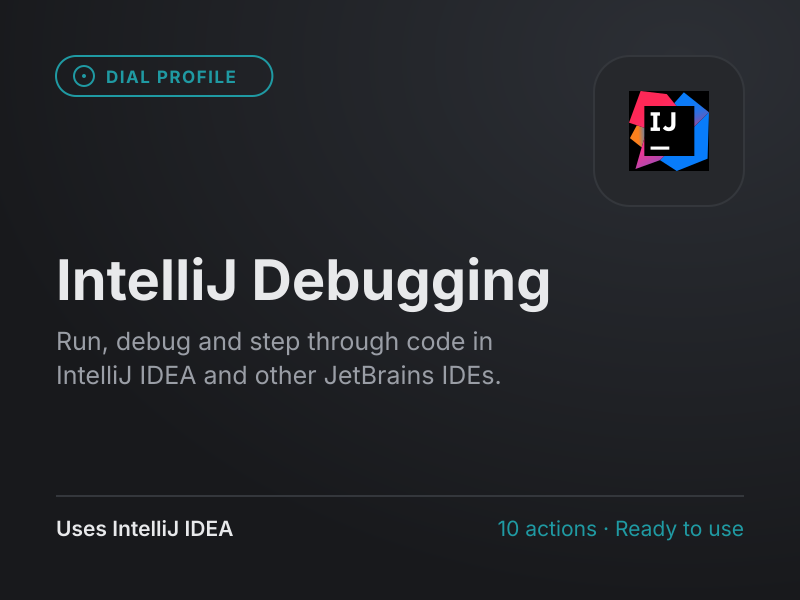 DIAL PROFILE
IJ
IntelliJ Debugging
Run, debug and step through code in
IntelliJ IDEA and other JetBrains IDEs.
Uses IntelliJ IDEA
10 actions · Ready to use